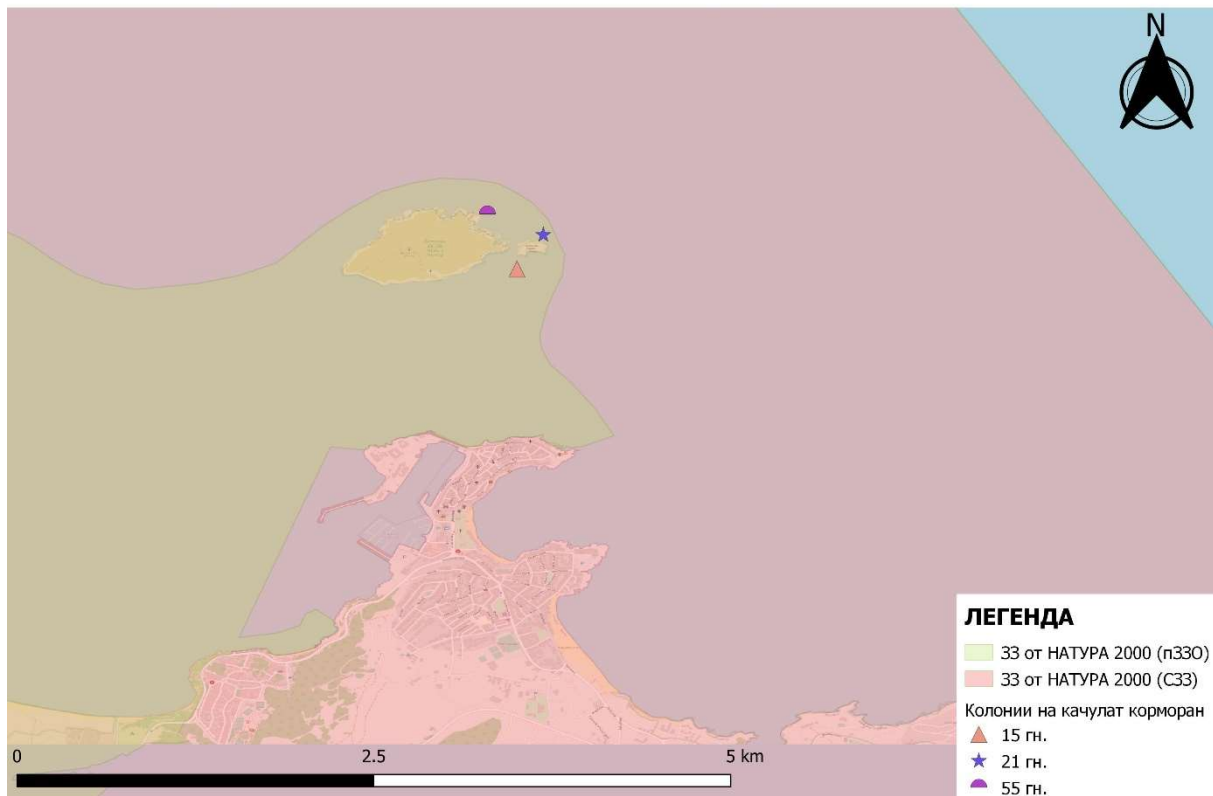 N
ЛЕГЕНДА
ЗЗ от НАТУРА 2000 (пЗЗО)
ЗЗ от НАТУРА 2000 (СЗЗ)
Колонии на качулат корморан
15 гн.
21 гн.
55 гн.
0 2.5 5 km